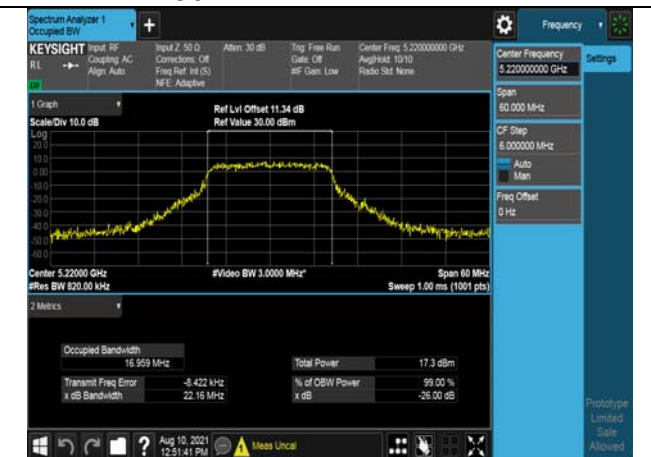 Spectrum Analyzer 1
Occupied BW
+
Frequency
KEYSIGHT
RL
Input: RF
Coupling: AC
Align: Auto
Input Z: 50 Ω
Corrections: Off
Freq Ref: Int (S)
NFE: Adaptive
Atten: 30 dB
Trig: Free Run
Gate: Off
#IF Gain: Low
Center Freq: 5.220000000 GHz
Avg|Hold: 10/10
Radio Std: None
Center Frequency
5.220000000 GHz
Settings
Span
60.000 MHz
CF Step
6.000000 MHz
Auto
Man
Freq Offset
0 Hz
1 Graph
Scale/Div 10.0 dB
Ref Lvl Offset 11.34 dB
Ref Value 30.00 dBm
Log
20.0
10.0
0.00
-10.0
-20.0
-30.0
-40.0
-50.0
-60.0
Center 5.22000 GHz
#Video BW 3.0000 MHz*
Span 60 MHz
#Res BW 820.00 kHz
Sweep 1.00 ms (1001 pts)
2 Metrics
Occupied Bandwidth
16.959 MHz
Total Power 17.3 dBm
Transmit Freq Error -8.422 kHz
% of OBW Power 99.00 %
x dB Bandwidth 22.16 MHz
x dB -26.00 dB
Prototype
Limited
Sale
Allowed
?
Aug 10, 2021
12:51:41 PM
Meas Uncal